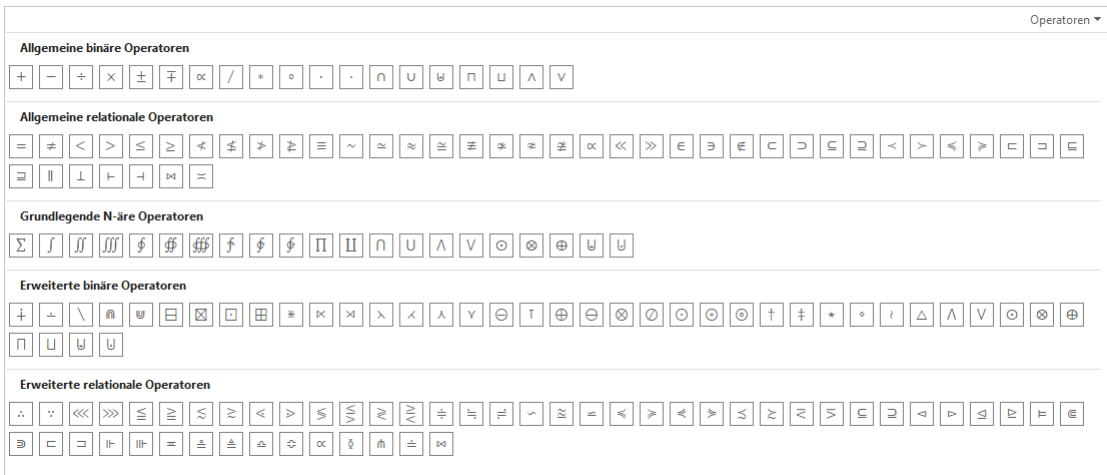 Operatoren
Allgemeine binäre Operatoren
+ − ÷ × ± ∓ ∝ / ∗ ∘ ∙ ⋅ ∩ ∪ ⊎ ⊓ ⊔ ∧ ∨
Allgemeine relationale Operatoren
= ≠ < > ≤ ≥ ≮ ≰ ≯ ≱ ≡ ∼ ≃ ≈ ≅ ≢ ≄ ≉ ≇ ∝ ≪ ≫ ∈ ∋ ∉ ⊂ ⊃ ⊆ ⊇ ≺ ≻ ≼ ≽ ⊏ ⊐ ⊑
⊒ ∥ ⊥ ⊢ ⊣ ⋈ ≍
Grundlegende N-äre Operatoren
∑ ∫ ∬ ∭ ∮ ∯ ∰ ∱ ∲ ∳ ∏ ∐ ⋂ ⋃ ⋀ ⋁ ⨀ ⨂ ⨁ ⨄ ⨃
Erweiterte binäre Operatoren
∔ ∸ ∖ ⋒ ⋓ ⊟ ⊠ ⊡ ⊞ ⋇ ⋉ ⋊ ⋋ ⋌ ⋏ ⋎ ⊝ ⊺ ⊕ ⊖ ⊗ ⊘ ⊙ ⊛ ⊚ † ‡ ⋆ ⋄ ≀ △ ⋀ ⋁ ⨀ ⨂ ⨁
⨅ ⨆ ⨄ ⨃
Erweiterte relationale Operatoren
∴ ∵ ⋘ ⋙ ≦ ≧ ≲ ≳ ⋖ ⋗ ≶ ⋚ ≷ ⋛ ≑ ≒ ≓ ∽ ≊ ⋍ ≼ ≽ ⋞ ⋟ ≾ ≿ ⋜ ⋝ ⊆ ⊇ ⊲ ⊳ ⊴ ⊵ ⊨ ⋐
⋑ ⊏ ⊐ ⊩ ⊪ ≖ ≗ ≜ ≏ ≎ ∝ ≬ ⋔ ≐ ⋈